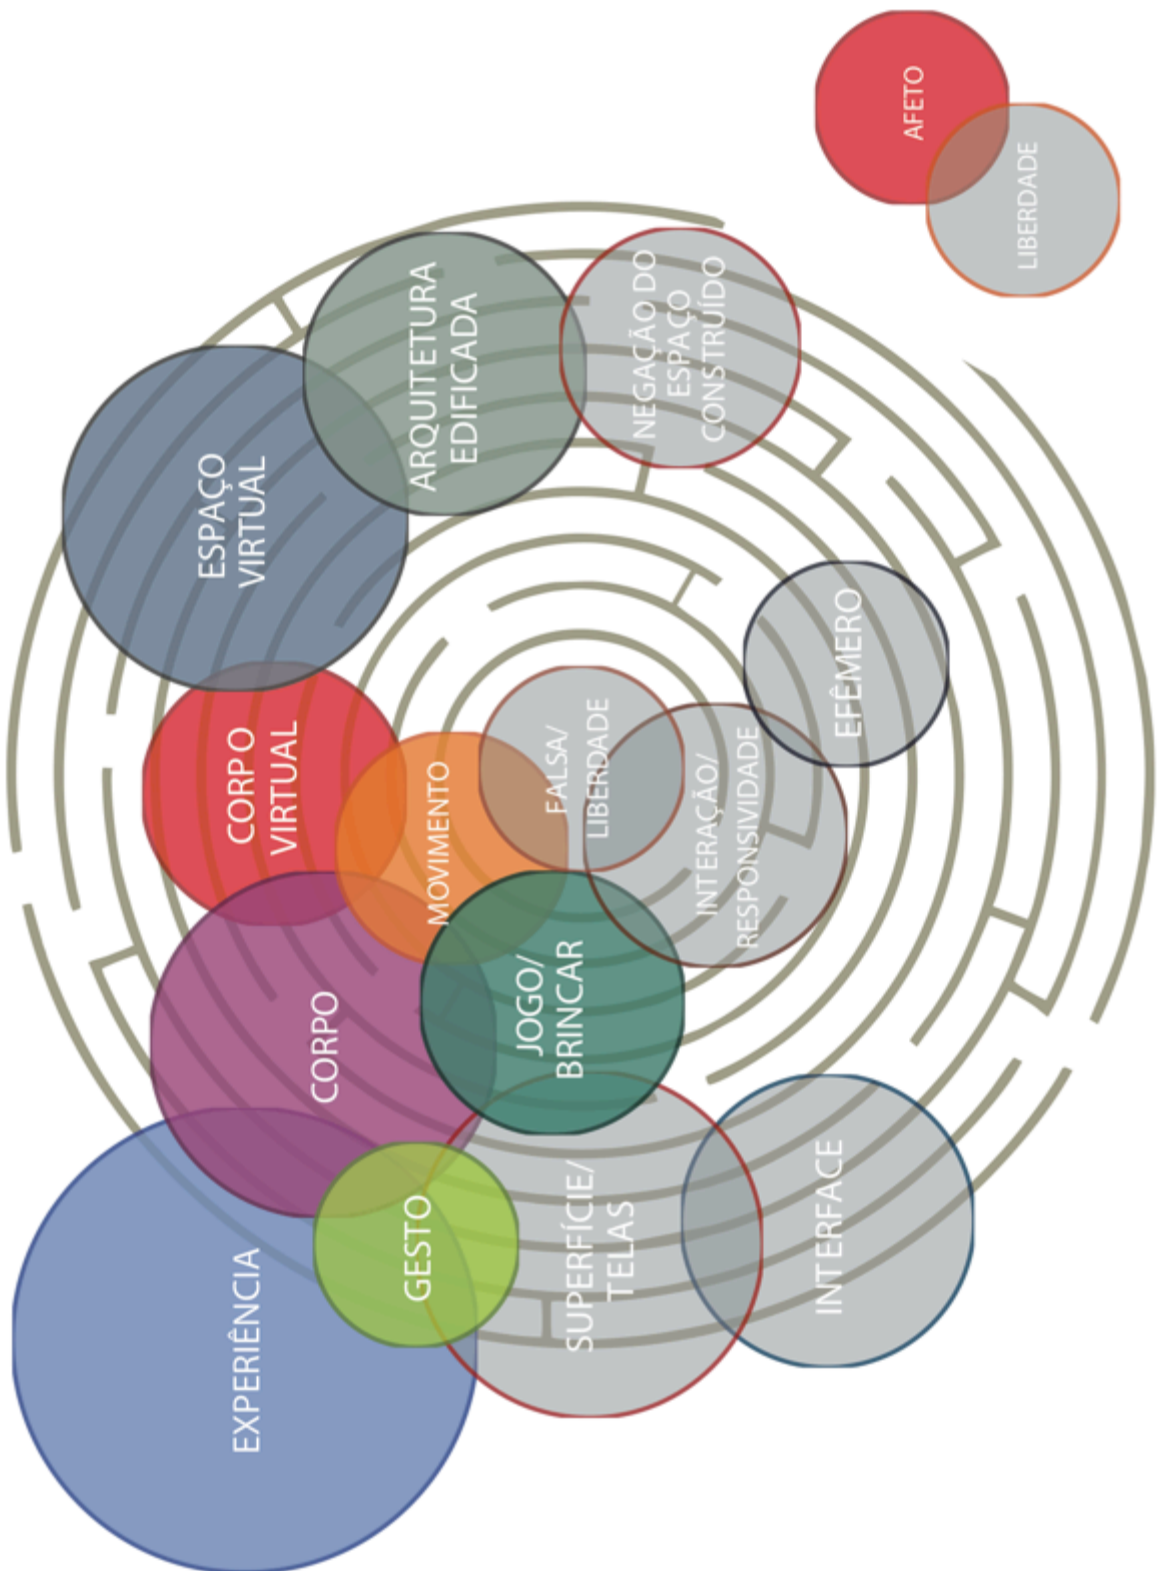 EXPERIÊNCIA
CORPO
CORPO
VIRTUAL
ESPAÇO
VIRTUAL
GESTO
MOVIMENTO
ARQUITETURA
EDIFICADA
SUPERFÍCIE/
TELAS
JOGO/
BRINCAR
FALSA/
LIBERDADE
NEGAÇÃO DO
ESPAÇO
CONSTRUÍDO
INTERFACE
INTERAÇÃO/
RESPONSIVIDADE
EFÊMERO
AFETO
LIBERDADE